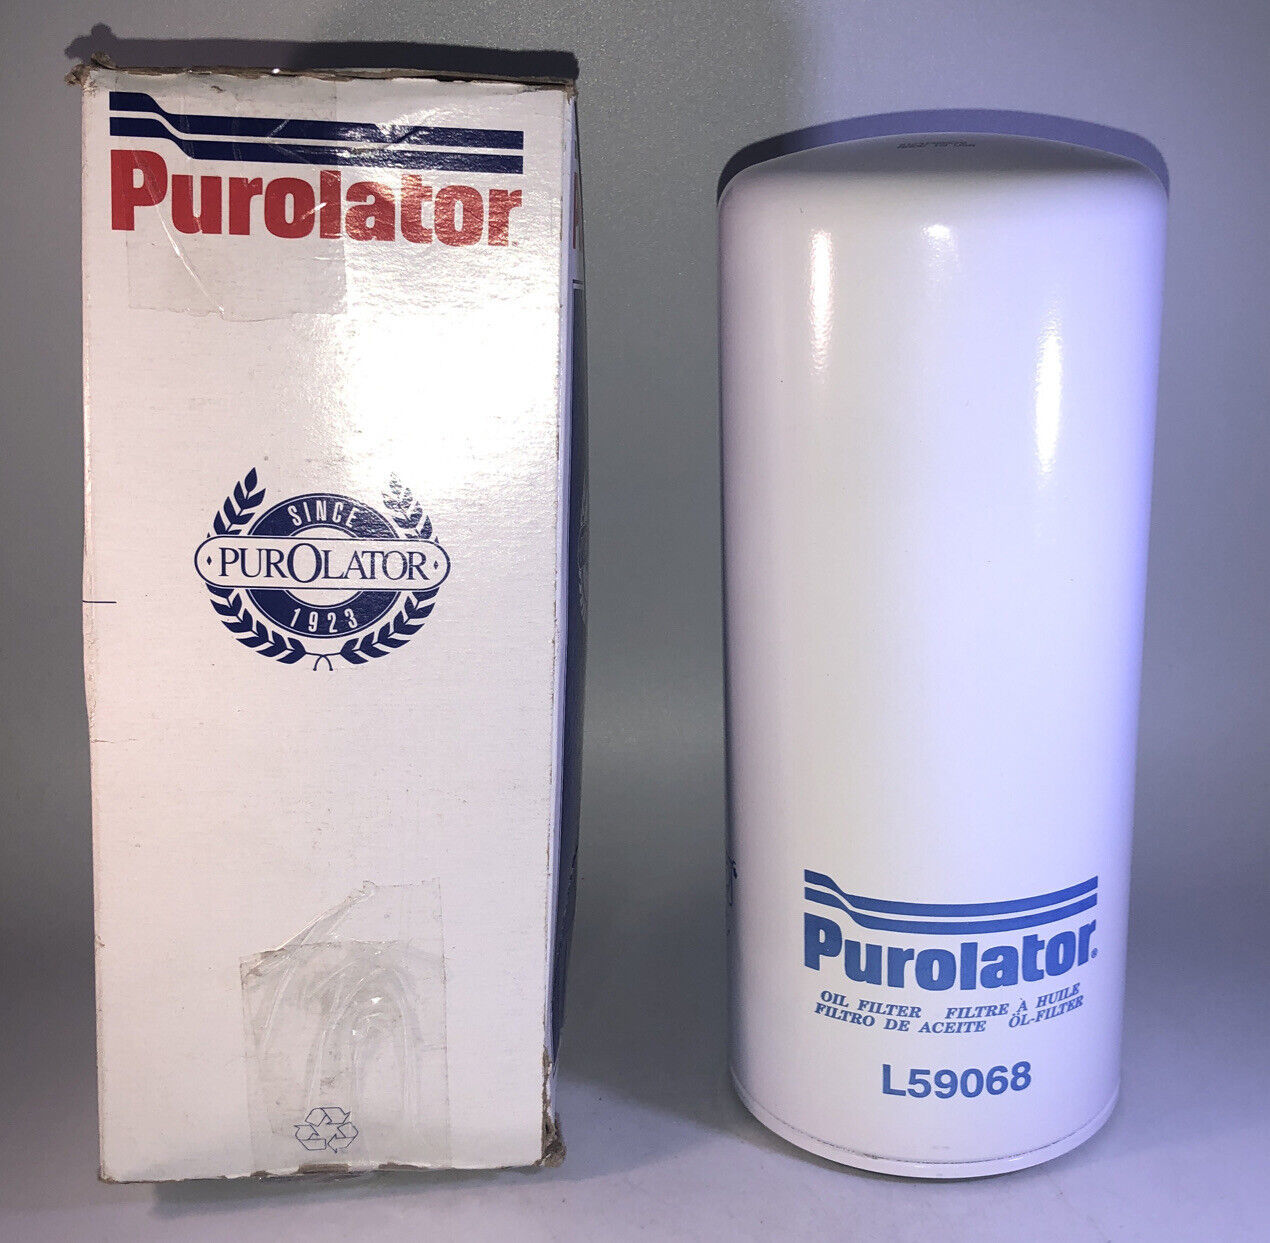 Purolator
SINCE
PUROLATOR
1923
Purolator®
OIL FILTER FILTRE À HUILE
FILTRO DE ACEITE ÖL-FILTER
L59068